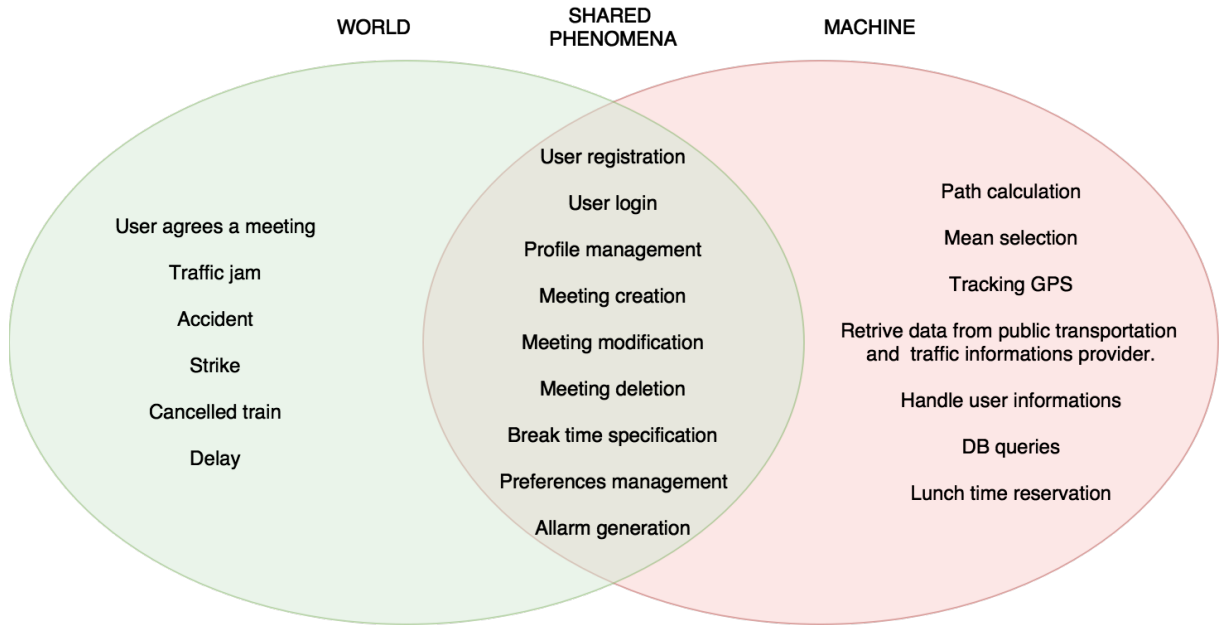 WORLD
SHARED
PHENOMENA
MACHINE
User agrees a meeting
Traffic jam
Accident
Strike
Cancelled train
Delay
User registration
User login
Profile management
Meeting creation
Meeting modification
Meeting deletion
Break time specification
Preferences management
Allarm generation
Path calculation
Mean selection
Tracking GPS
Retrive data from public transportation
and traffic informations provider.
Handle user informations
DB queries
Lunch time reservation